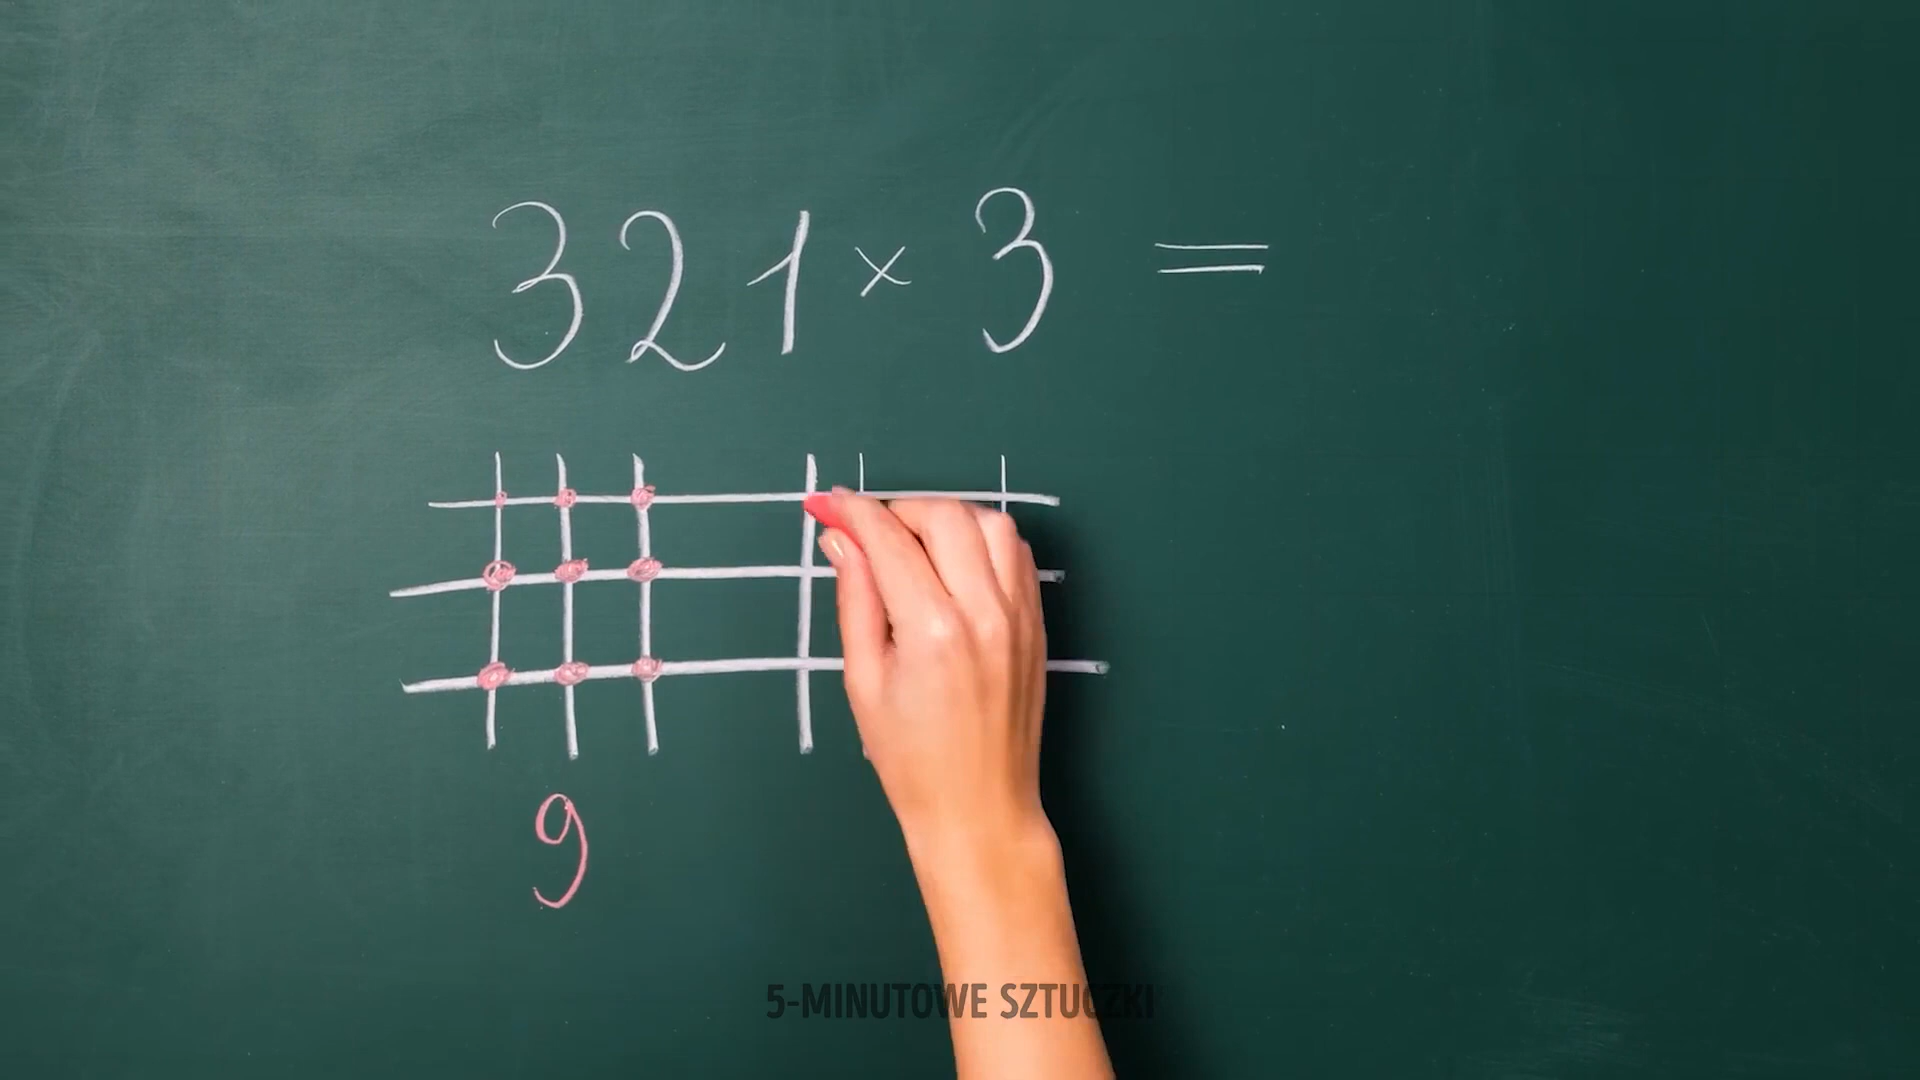 321 × 3 =
9
5-MINUTOWE SZTUCZKI